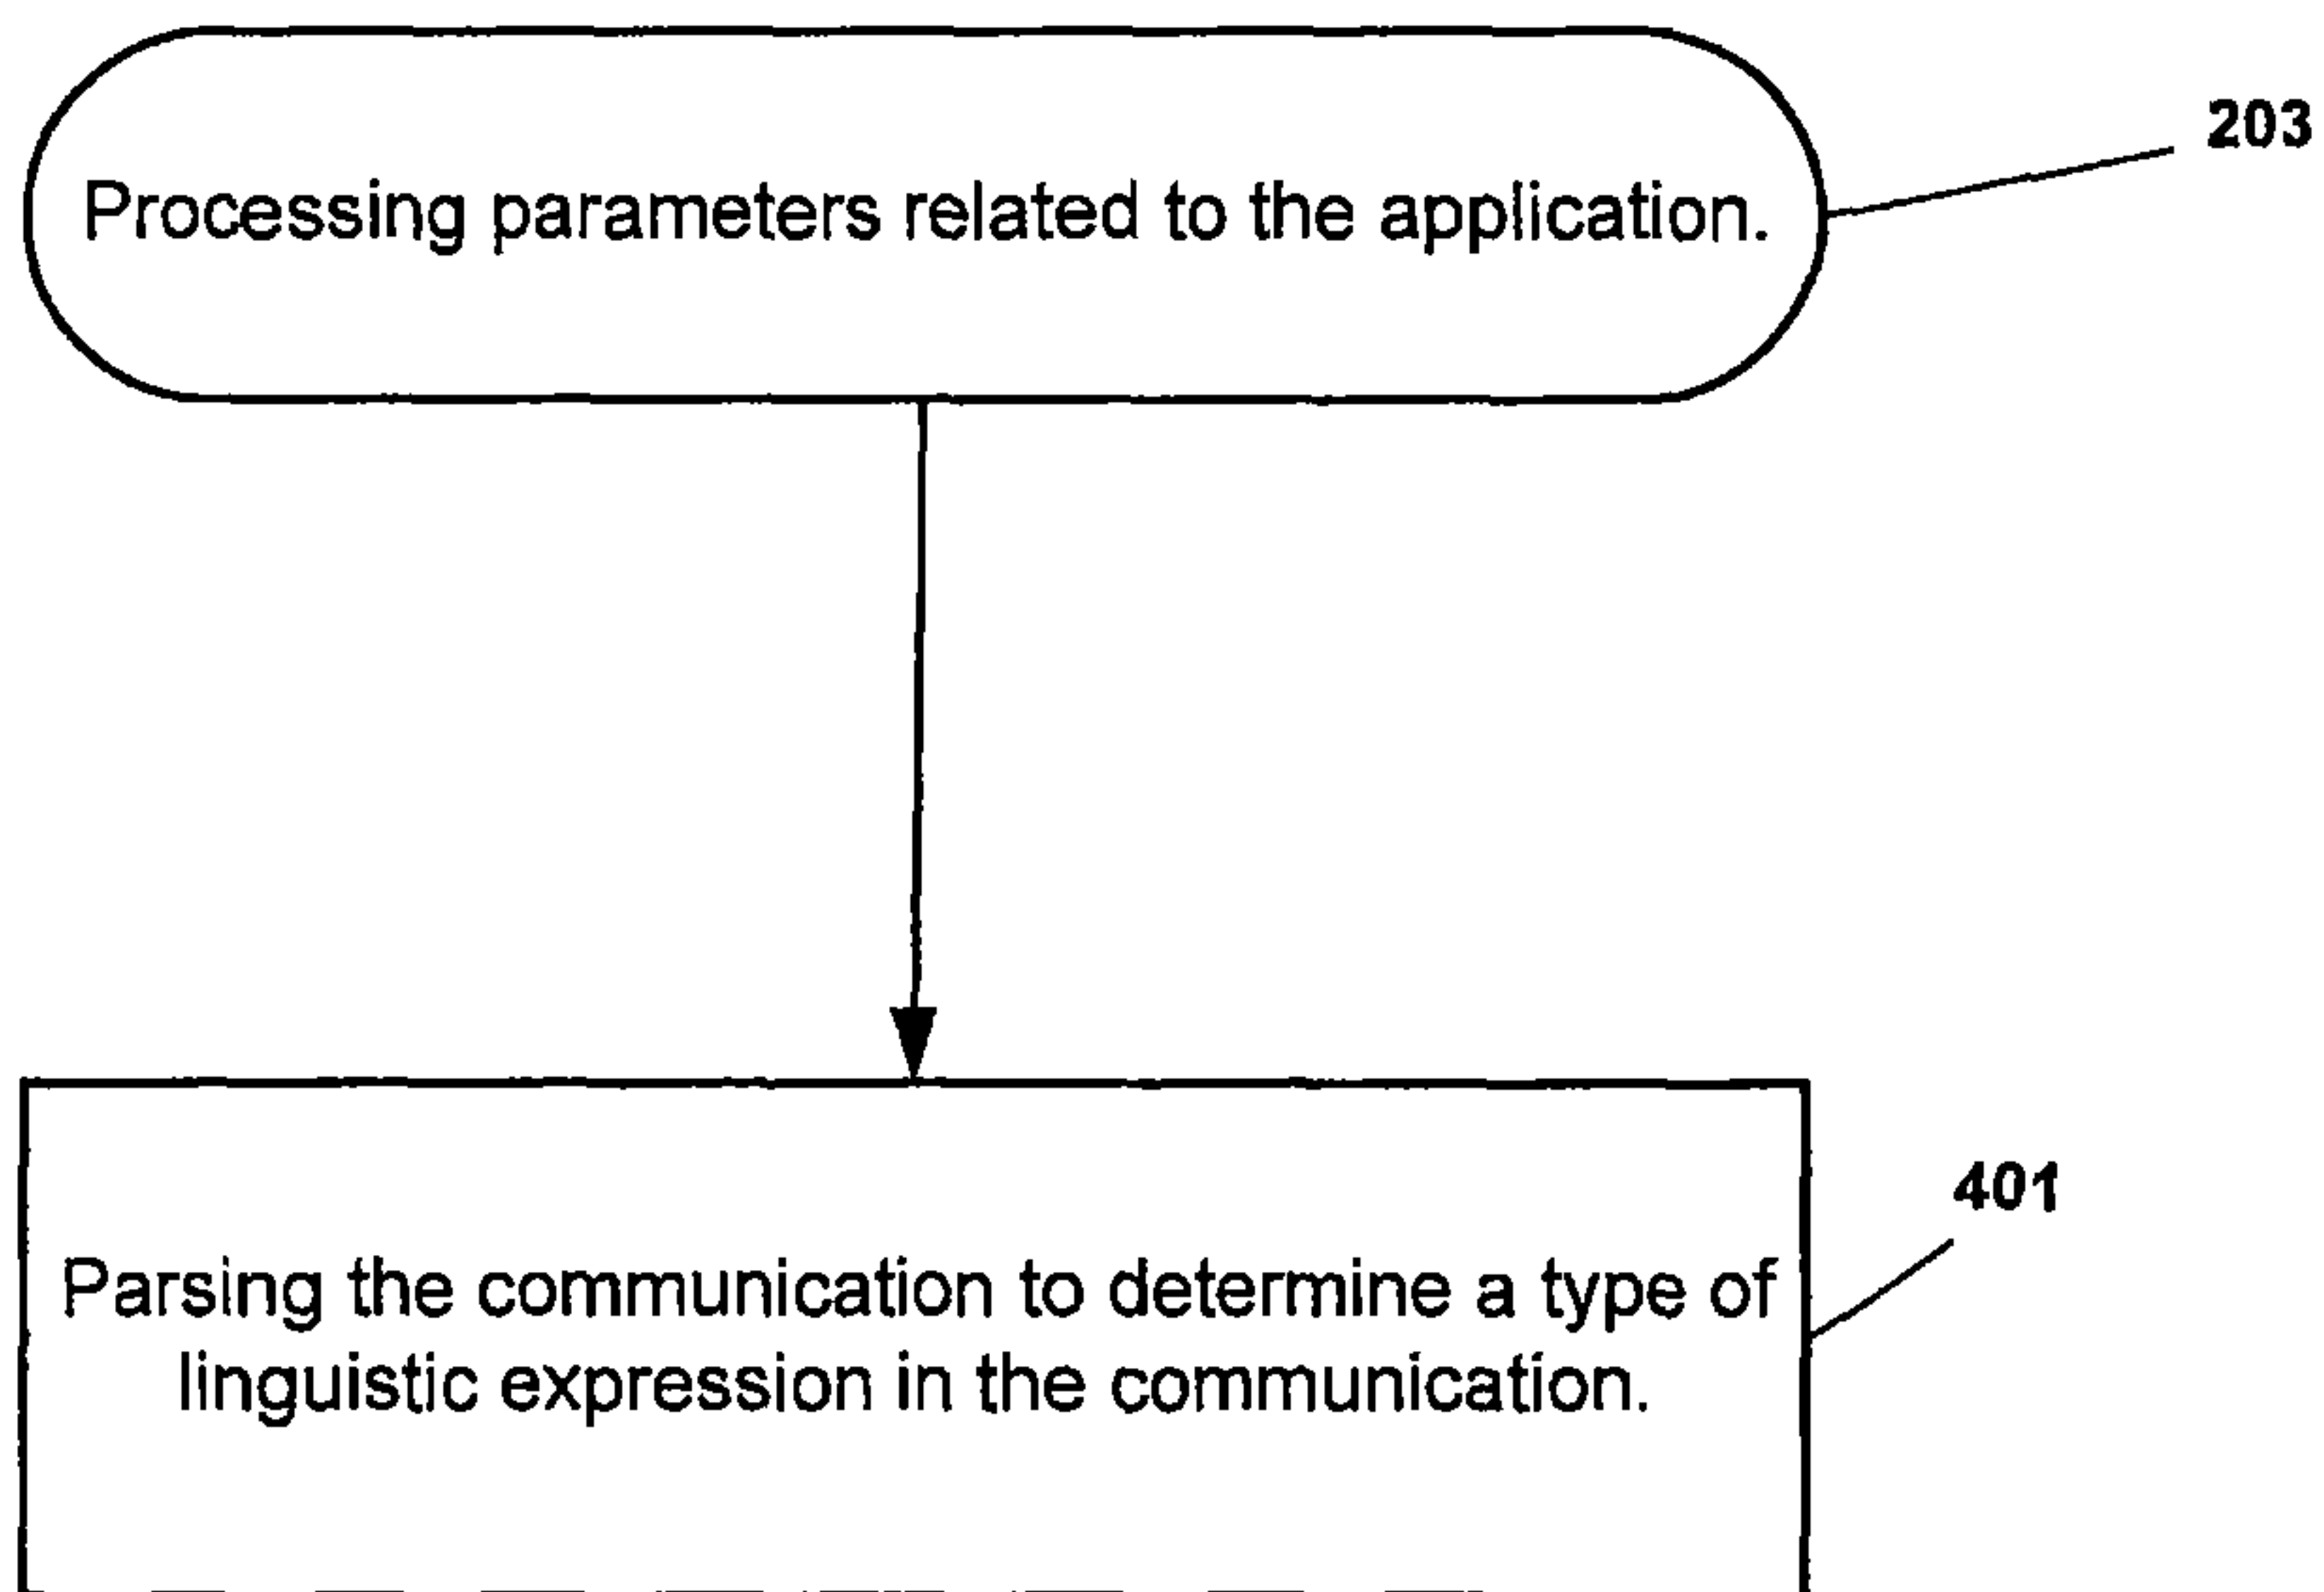 203
Processing parameters related to the application.
401
Parsing the communication to determine a type of
linguistic expression in the communication.